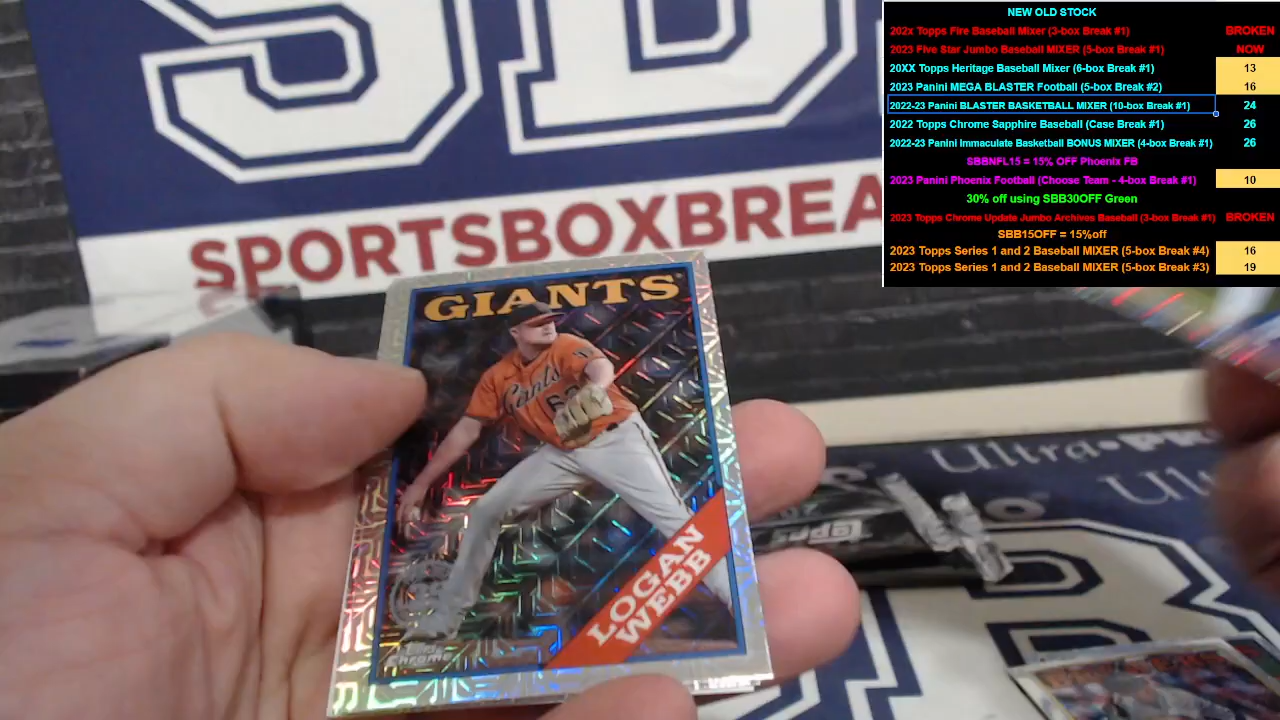 NEW OLD STOCK
202x Topps Fire Baseball Mixer (3-box Break #1) BROKEN
2023 Five Star Jumbo Baseball MIXER (5-box Break #1) NOW
20XX Topps Heritage Baseball Mixer (6-box Break #1) 13
2023 Panini MEGA BLASTER Football (5-box Break #2) 16
2022-23 Panini BLASTER BASKETBALL MIXER (10-box Break #1) 24
2022 Topps Chrome Sapphire Baseball (Case Break #1) 26
2022-23 Panini Immaculate Basketball BONUS MIXER (4-box Break #1) 26
SBBNFL15 = 15% OFF Phoenix FB
2023 Panini Phoenix Football (Choose Team - 4-box Break #1) 10
30% off using SBB30OFF Green
2023 Topps Chrome Update Jumbo Archives Baseball (3-box Break #1) BROKEN
SBB15OFF = 15%off
2023 Topps Series 1 and 2 Baseball MIXER (5-box Break #4) 16
2023 Topps Series 1 and 2 Baseball MIXER (5-box Break #3) 19
SPORTSBOXBREA
GIANTS
Giants
LOGAN
WEBB
Topps
Chrome
Ultra PR
Topps